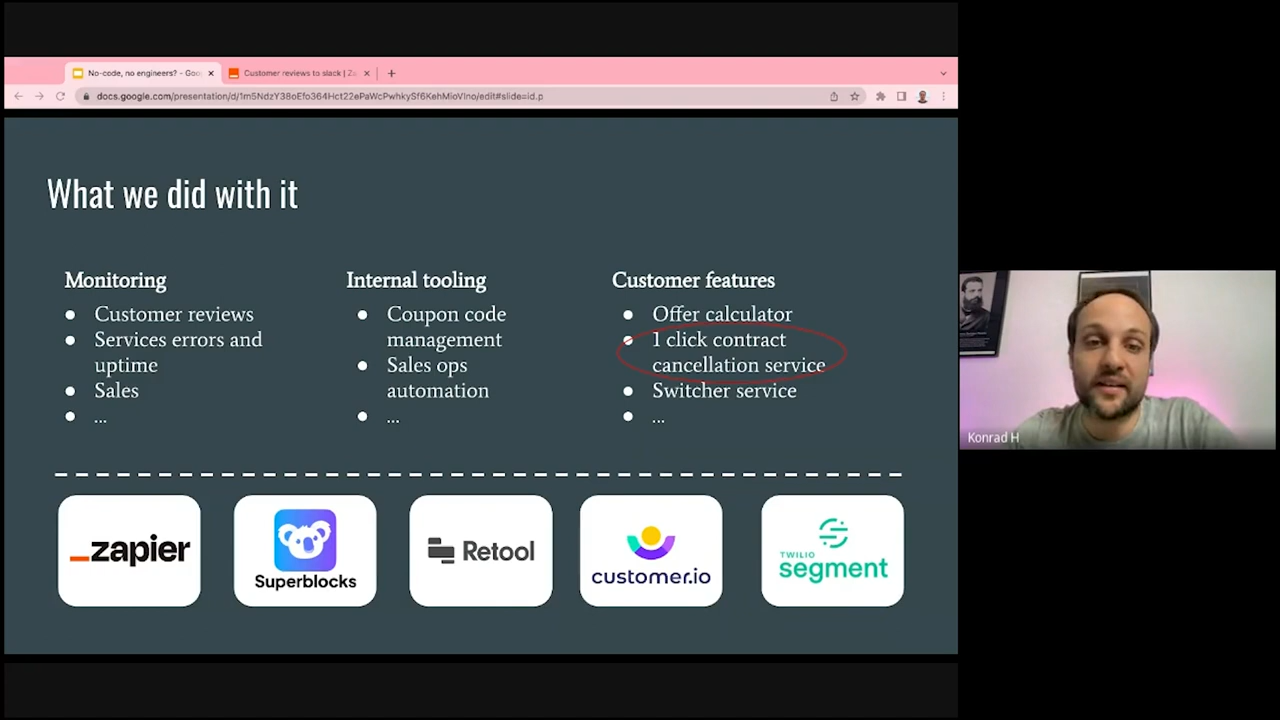 No-code, no engineers? - Goo
Customer reviews to slack | Za
docs.google.com/presentation/d/1m5NdzY38oEfo364Hct22ePaWcPwhkySf6KehMioVIno/edit#slide=id.p
What we did with it
Monitoring
Customer reviews
Services errors and
uptime
Sales
...
Internal tooling
Coupon code
management
Sales ops
automation
...
Customer features
Offer calculator
1 click contract
cancellation service
Switcher service
...
zapier
Superblocks
Retool
customer.io
TWILIO
segment
Konrad H